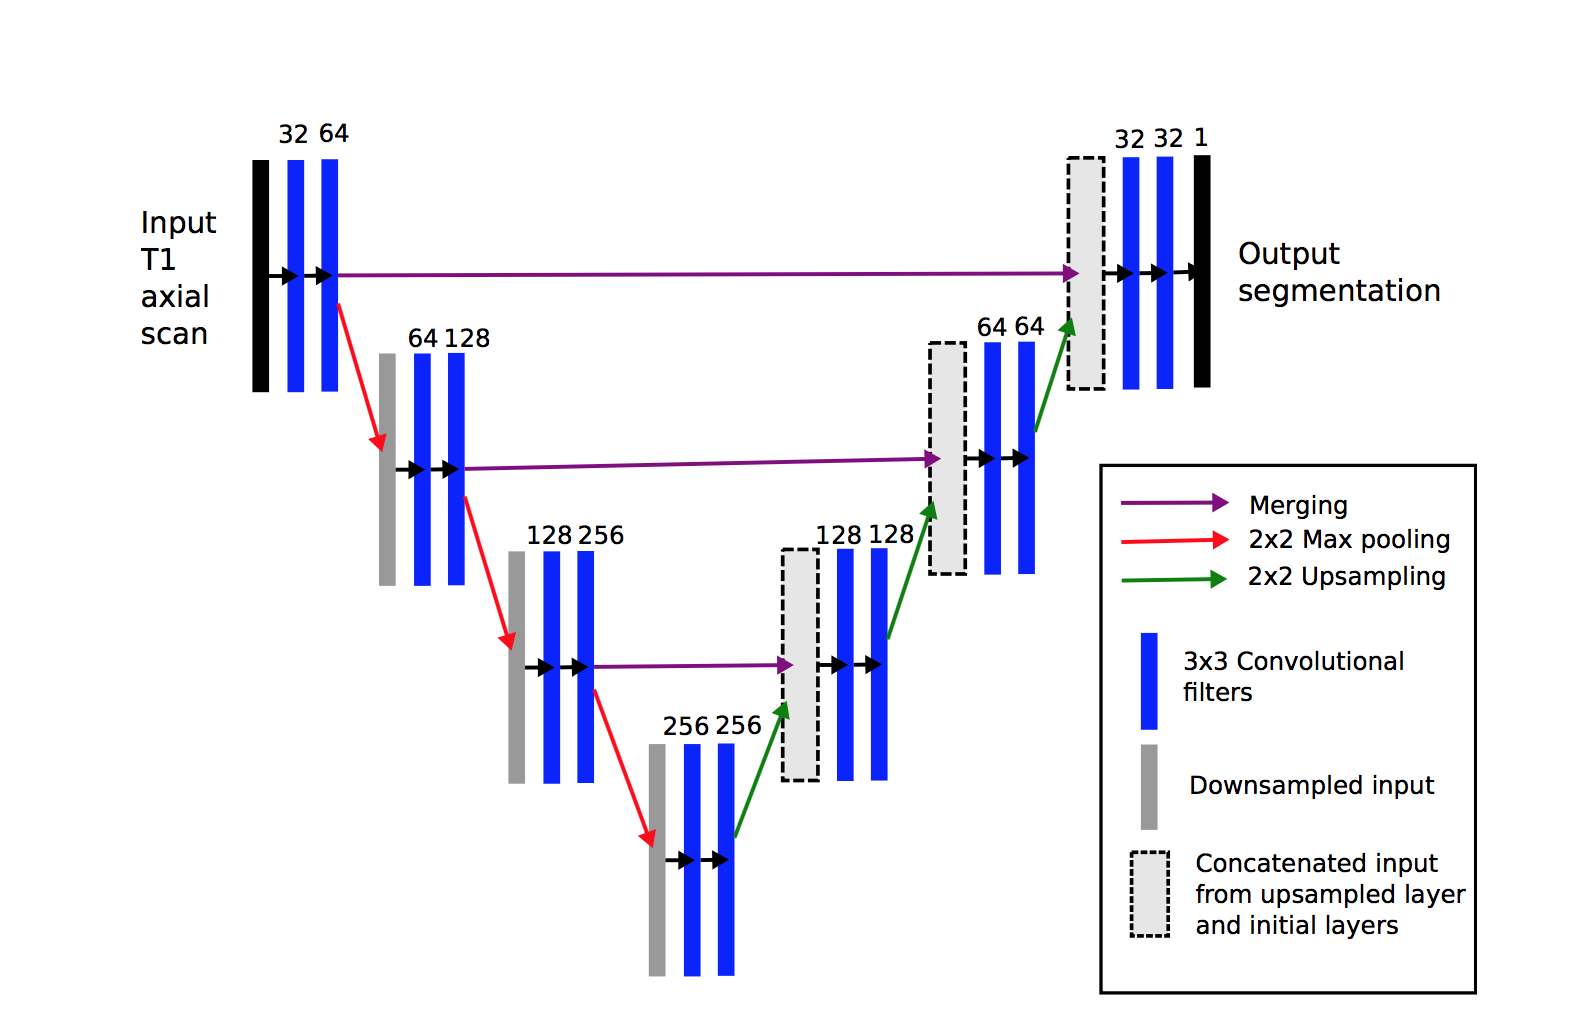 32 64
32 32 1
Input
T1
axial
scan
Output
segmentation
64 128
64 64
128 256
128 128
256 256
Merging
2x2 Max pooling
2x2 Upsampling
3x3 Convolutional
filters
Downsampled input
Concatenated input
from upsampled layer
and initial layers